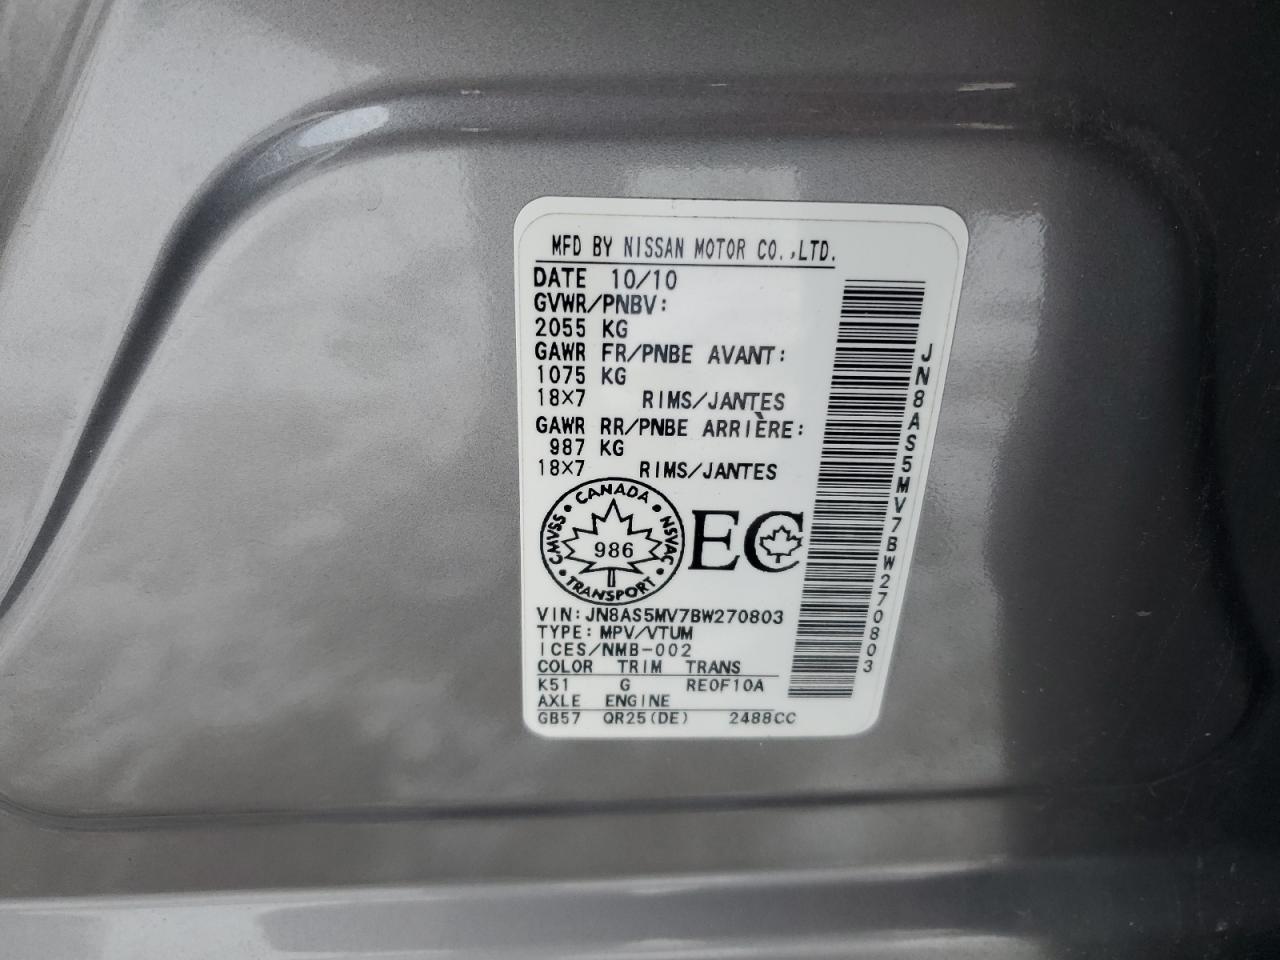 MFD BY NISSAN MOTOR CO.,LTD.
DATE 10/10
GVWR/PNBV:
2055 KG
GAWR FR/PNBE AVANT:
1075 KG
18×7 RIMS/JANTES
GAWR RR/PNBE ARRIÈRE:
987 KG
18×7 RIMS/JANTES
CANADA
CMVSS
NSVAC
986
TRANSPORT
EC
VIN:JN8AS5MV7BW270803
TYPE:MPV/VTUM
ICES/NMB-002
COLOR TRIM TRANS
K51 G RE0F10A
AXLE ENGINE
GB57 QR25(DE) 2488CC
JN8AS5MV7BW270803